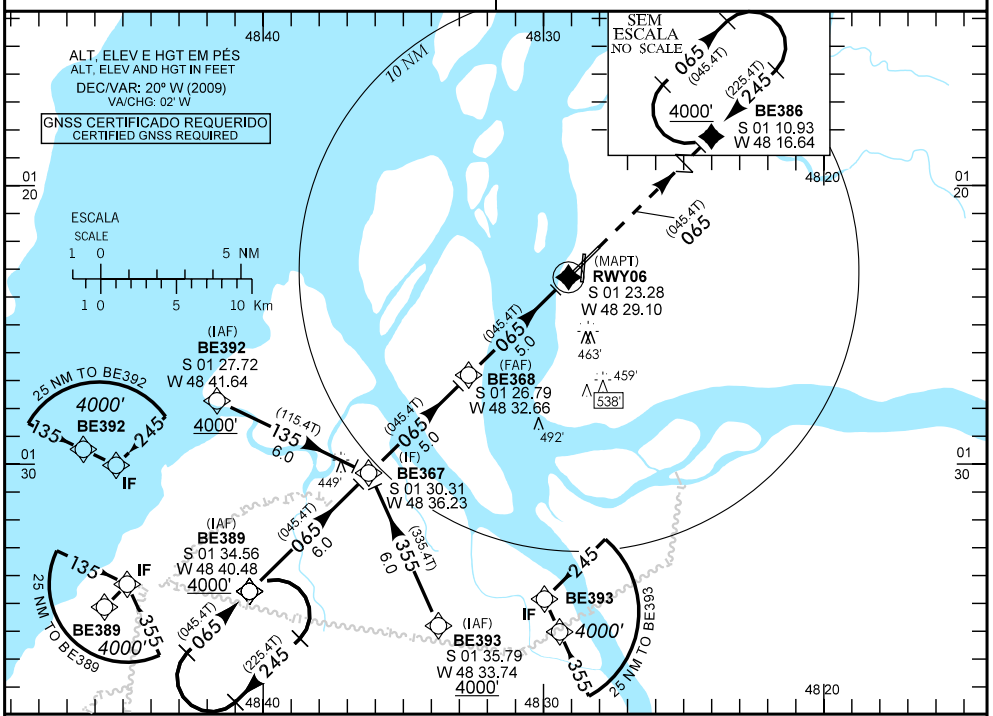 48 40
48 30
ALT, ELEV E HGT EM PÉS
ALT, ELEV AND HGT IN FEET
DEC/VAR: 20º W (2009)
VA/CHG: 02' W
GNSS CERTIFICADO REQUERIDO
CERTIFIED GNSS REQUIRED
10 NM
SEM
ESCALA
NO SCALE
065
(045.4T)
(225.4T)
245
4000'
BE386
S 01 10.93
W 48 16.64
01
20
48 20
01
20
ESCALA
SCALE
1 0 5 NM
1 0 5 10 Km
(045.4T)
065
(MAPT)
RWY06
S 01 23.28
W 48 29.10
(045.4T)
065
5.0
463'
459'
538'
492'
(IAF)
BE392
S 01 27.72
W 48 41.64
4000'
25 NM TO BE392
4000'
BE392
135
245
IF
(115.4T)
135
6.0
(FAF)
BE368
S 01 26.79
W 48 32.66
(045.4T)
065
5.0
449'
(IF)
BE367
S 01 30.31
W 48 36.23
01
30
01
30
(IAF)
BE389
S 01 34.56
W 48 40.48
4000'
(045.4T)
065
6.0
(335.4T)
355
6.0
135
IF
BE389
4000'
355
25 NM TO BE389
(045.4T)
065
(225.4T)
245
(IAF)
BE393
S 01 35.79
W 48 33.74
4000'
245
BE393
IF
4000'
355
25 NM TO BE393
48 40
48 30
48 20